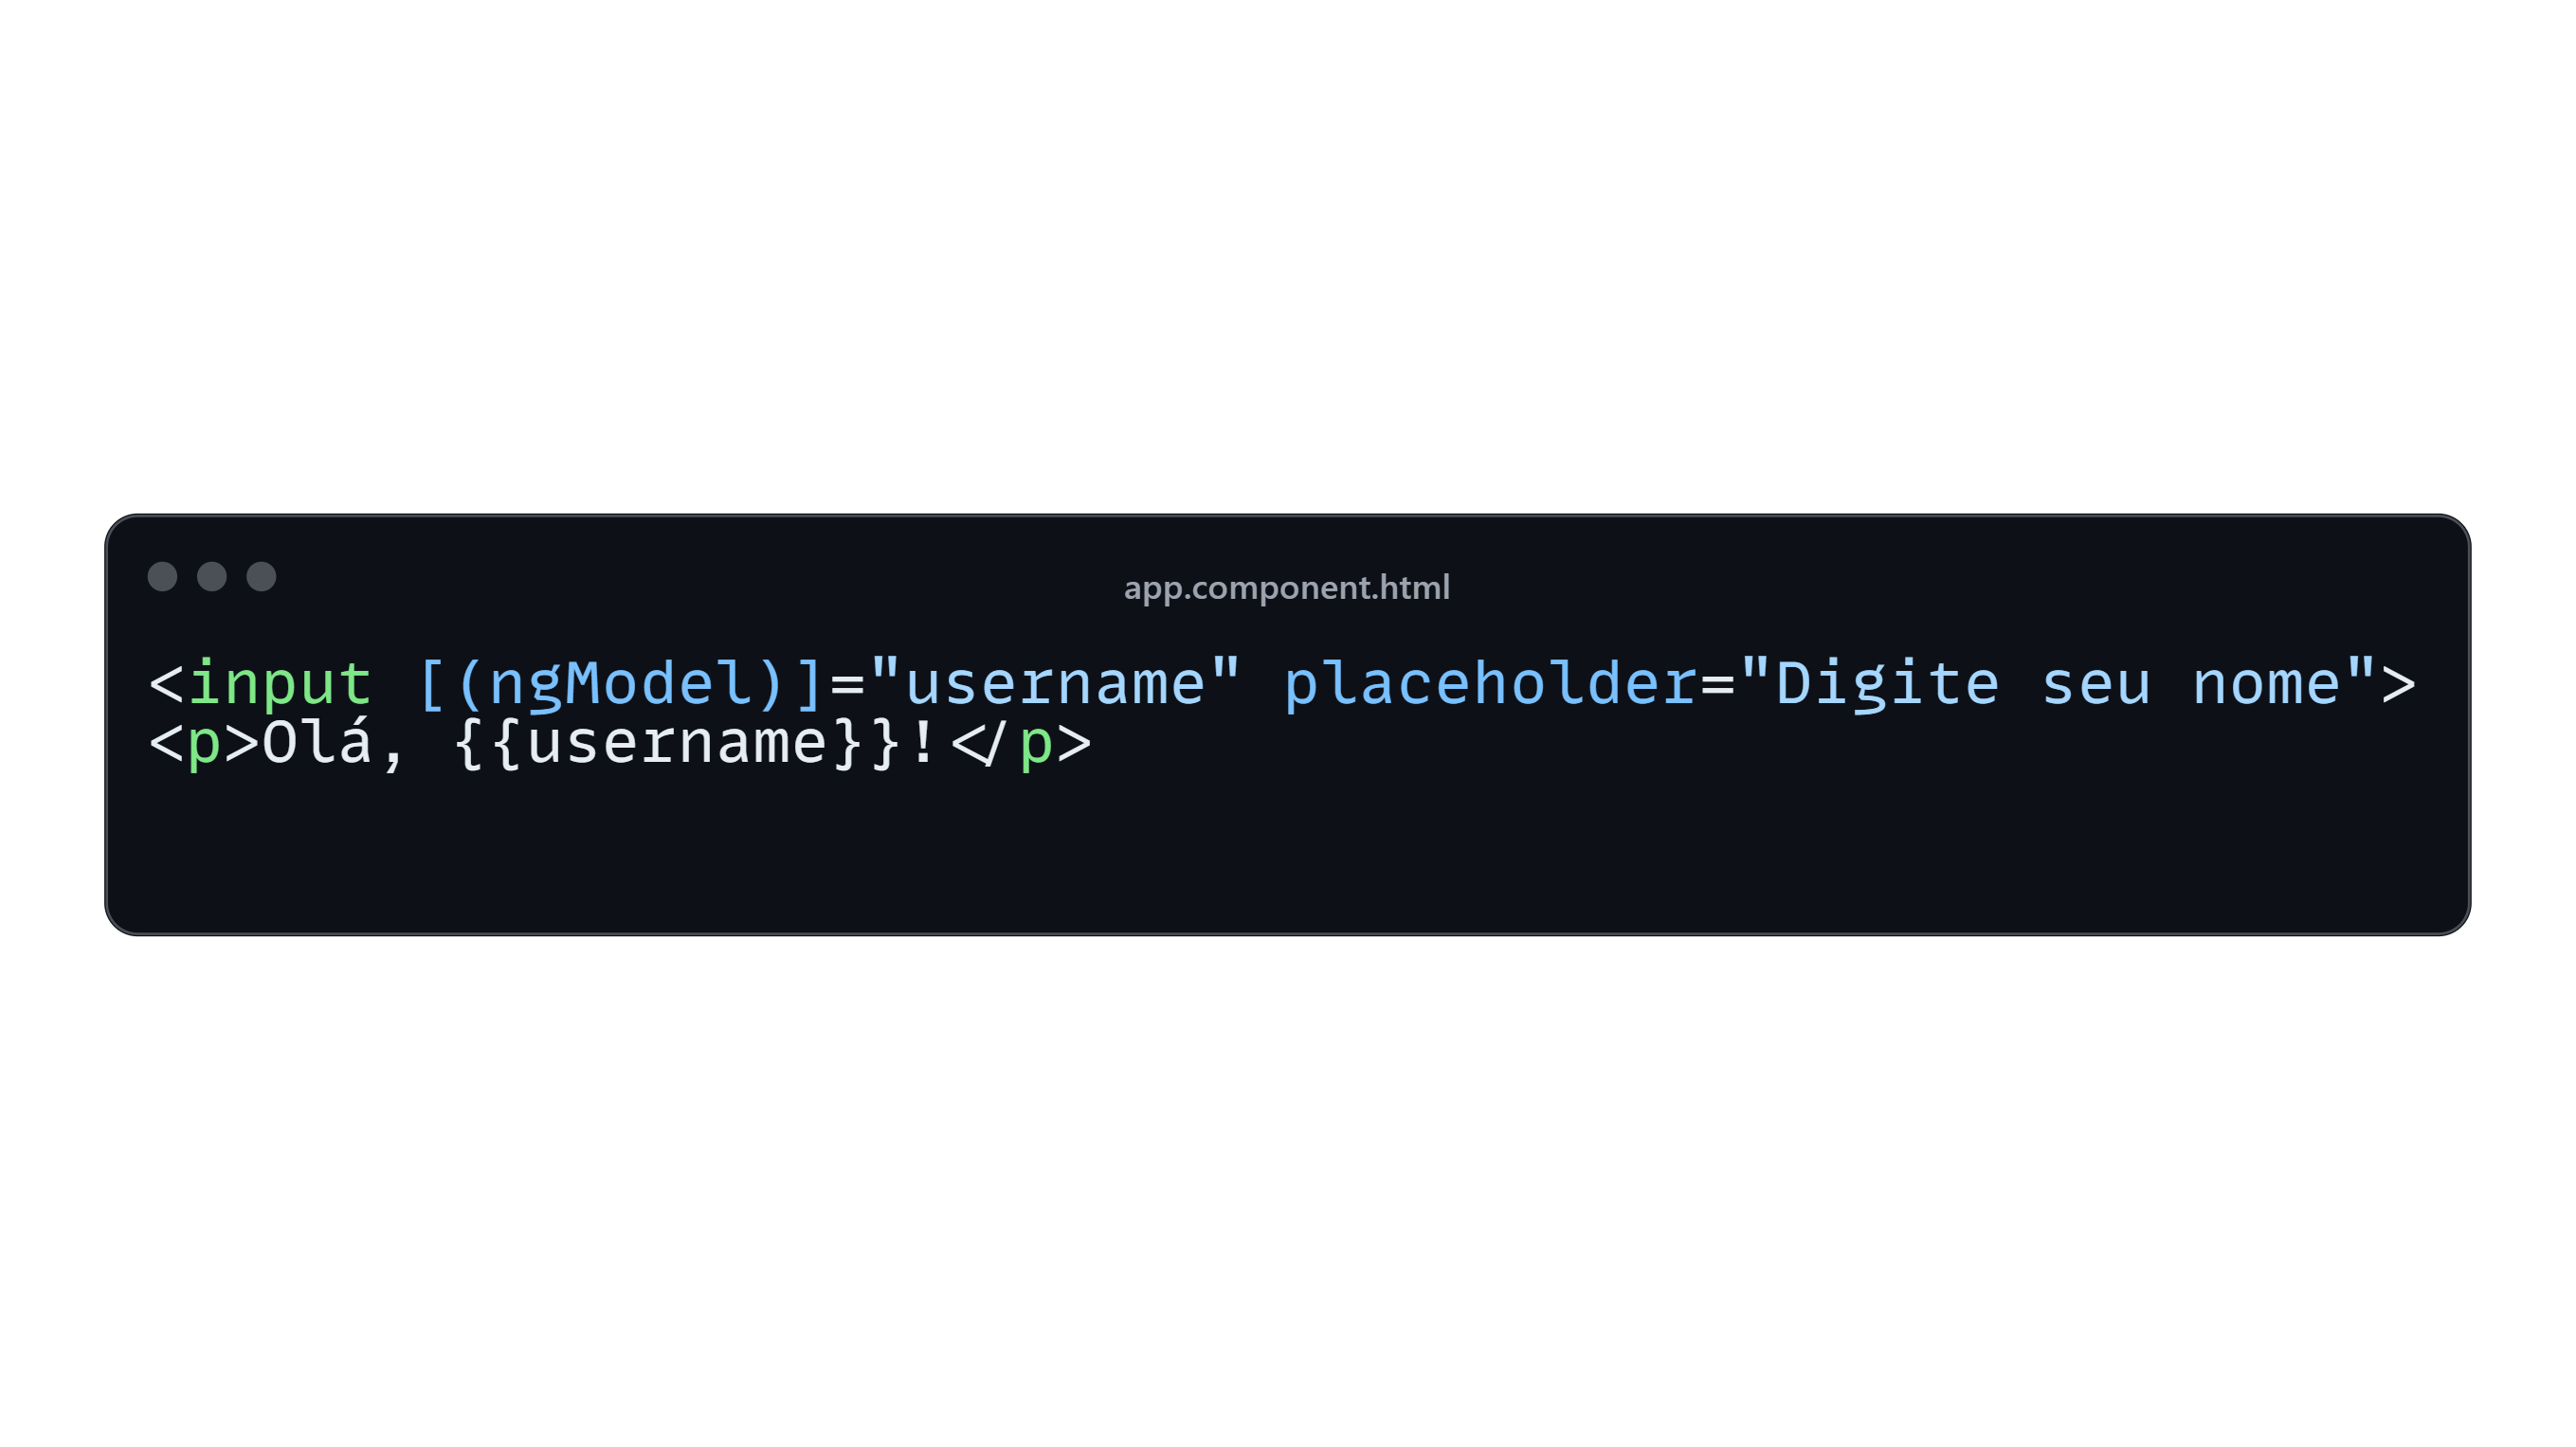 app.component.html
<input [(ngModel)]="username" placeholder="Digite seu nome">
<p>Olá, {{username}}!</p>